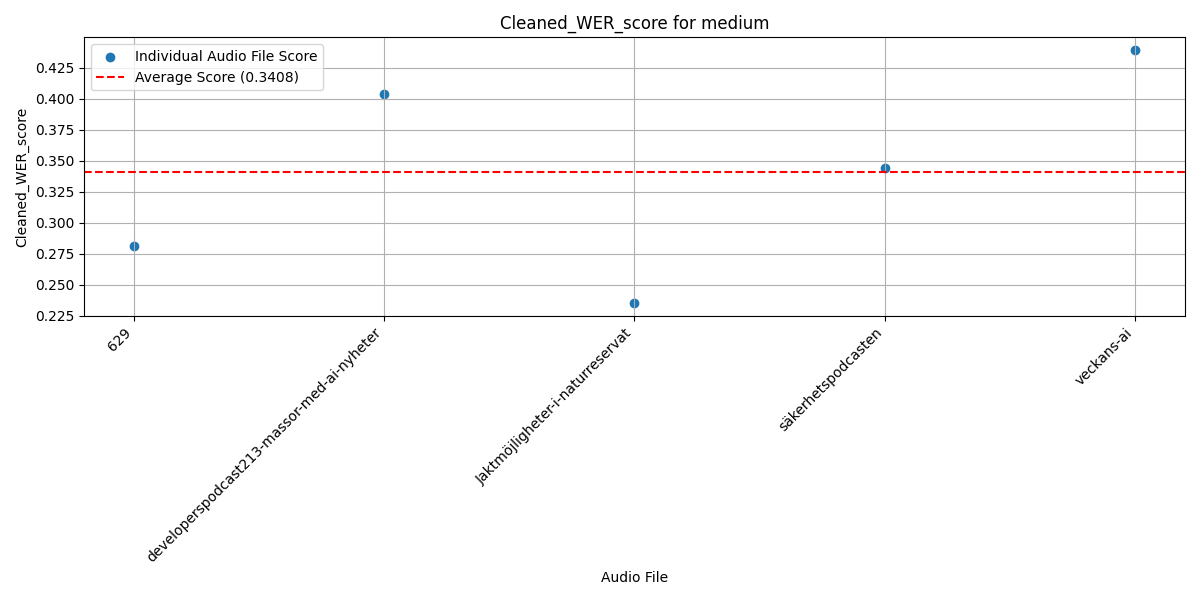 Cleaned_WER_score for medium
Individual Audio File Score
Average Score (0.3408)
Cleaned_WER_score
0.425
0.400
0.375
0.350
0.325
0.300
0.275
0.250
0.225
629
developerspodcast213-massor-med-ai-nyheter
Jaktmöjligheter-i-naturreservat
säkerhetspodcasten
veckans-ai
Audio File